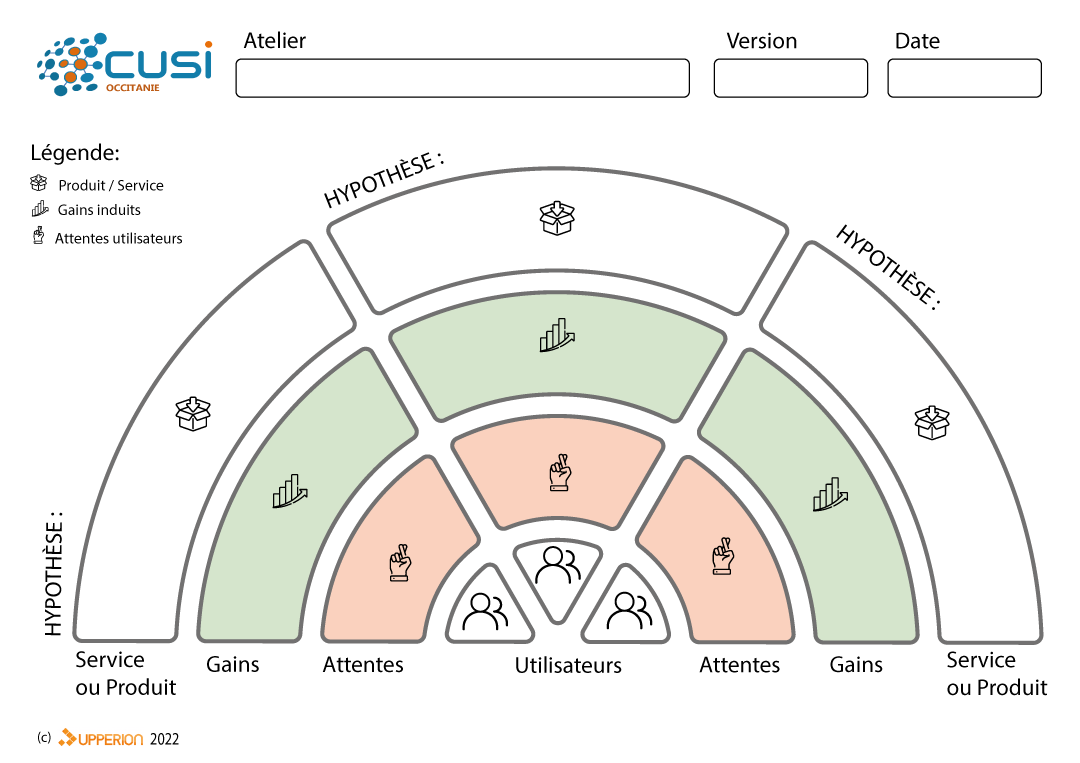 CUSI
OCCITANIE
Atelier
Version
Date
Légende:
Produit / Service
Gains induits
Attentes utilisateurs
HYPOTHÈSE :
HYPOTHÈSE :
HYPOTHÈSE :
Service
ou Produit
Gains
Attentes
Utilisateurs
Attentes
Gains
Service
ou Produit
(c) UPPERION 2022